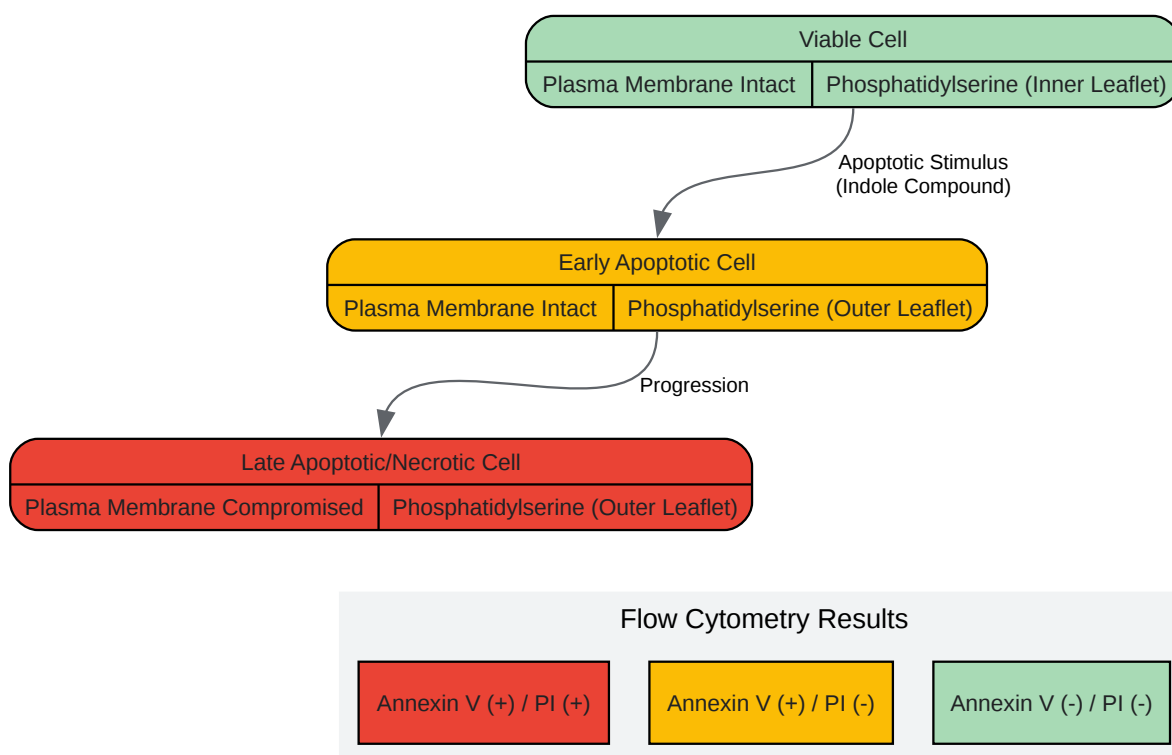 Viable Cell
Plasma Membrane Intact
Phosphatidylserine (Inner Leaflet)
Apoptotic Stimulus
(Indole Compound)
Early Apoptotic Cell
Plasma Membrane Intact
Phosphatidylserine (Outer Leaflet)
Progression
Late Apoptotic/Necrotic Cell
Plasma Membrane Compromised
Phosphatidylserine (Outer Leaflet)
Flow Cytometry Results
Annexin V (+) / PI (+)
Annexin V (+) / PI (-)
Annexin V (-) / PI (-)